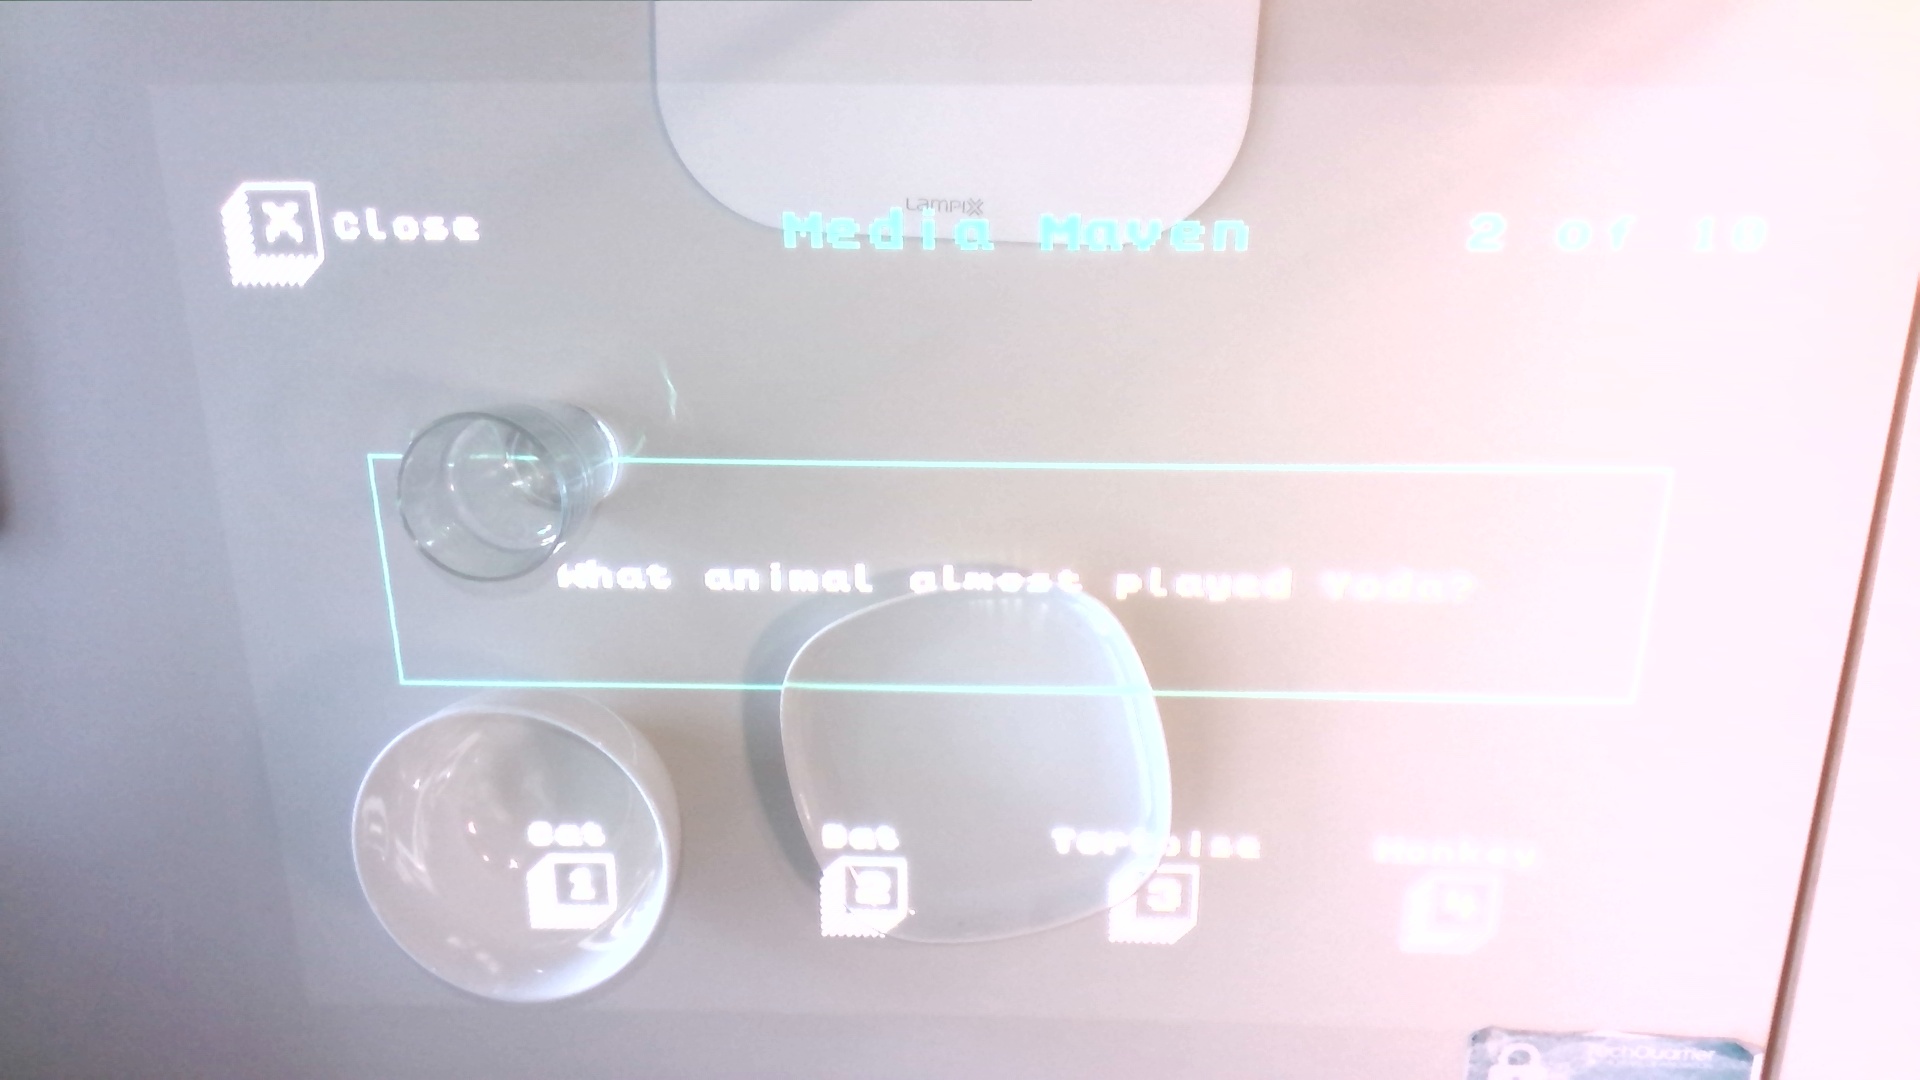 LAMPIX
X Close
Media Maven
2 of 10
What animal almost played Yoda?
Cat
Bat
Tortoise
Monkey
1
2
3
4
TechQuartier